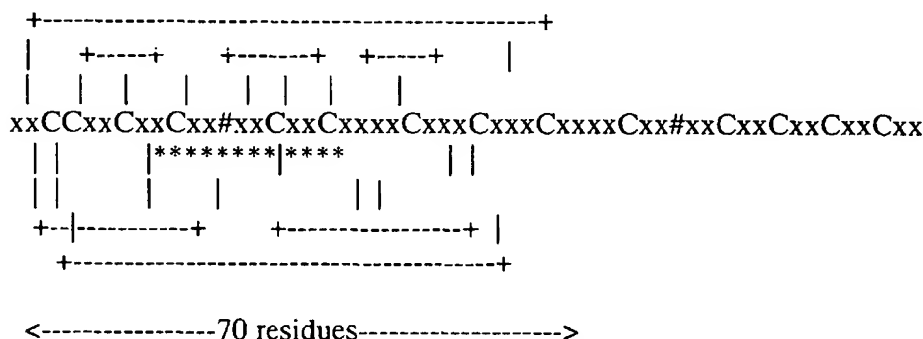 +-----------------------------------------------------+
| +-----+ +-------+ +-----+ |
| | | | | | | |
xxCCxxCxxCxx#xxCxxCxxxxCxxxCxxxCxxxxCxx#xxCxxCxxCxxCxx
| | |********|**** | |
| | | | | |
+--|-----------+ +----------------+ |
+---------------------------------------------+
<-----------------70 residues--------------------->